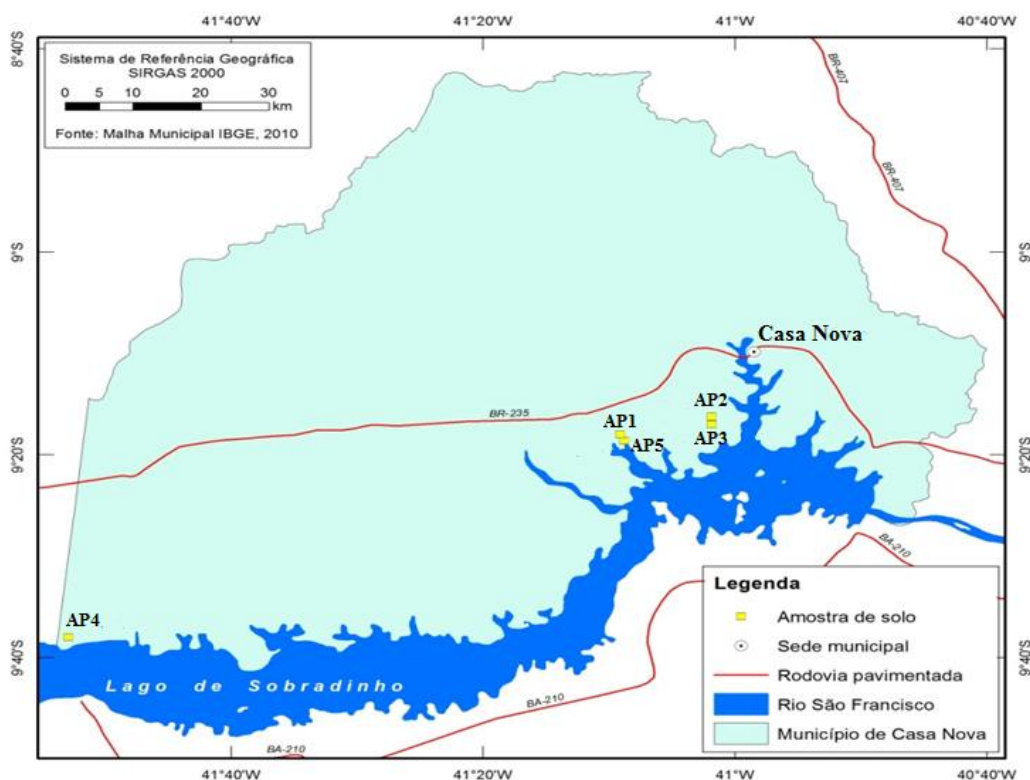 41°40'W 41°20'W 41°W 40°40'W
8°40'S
Sistema de Referência Geográfica
SIRGAS 2000
0 5 10 20 30
km
Fonte: Malha Municipal IBGE, 2010
BR-407
BR-407
9°S 9°S
Casa Nova
BR-235
AP2
AP1
AP3
AP5
9°20'S 9°20'S
BA-210
AP4
9°40'S 9°40'S
Lago de Sobradinho
BA-210
BA-210
Legenda
Amostra de solo
Sede municipal
Rodovia pavimentada
Rio São Francisco
Município de Casa Nova
41°40'W 41°20'W 41°W 40°40'W